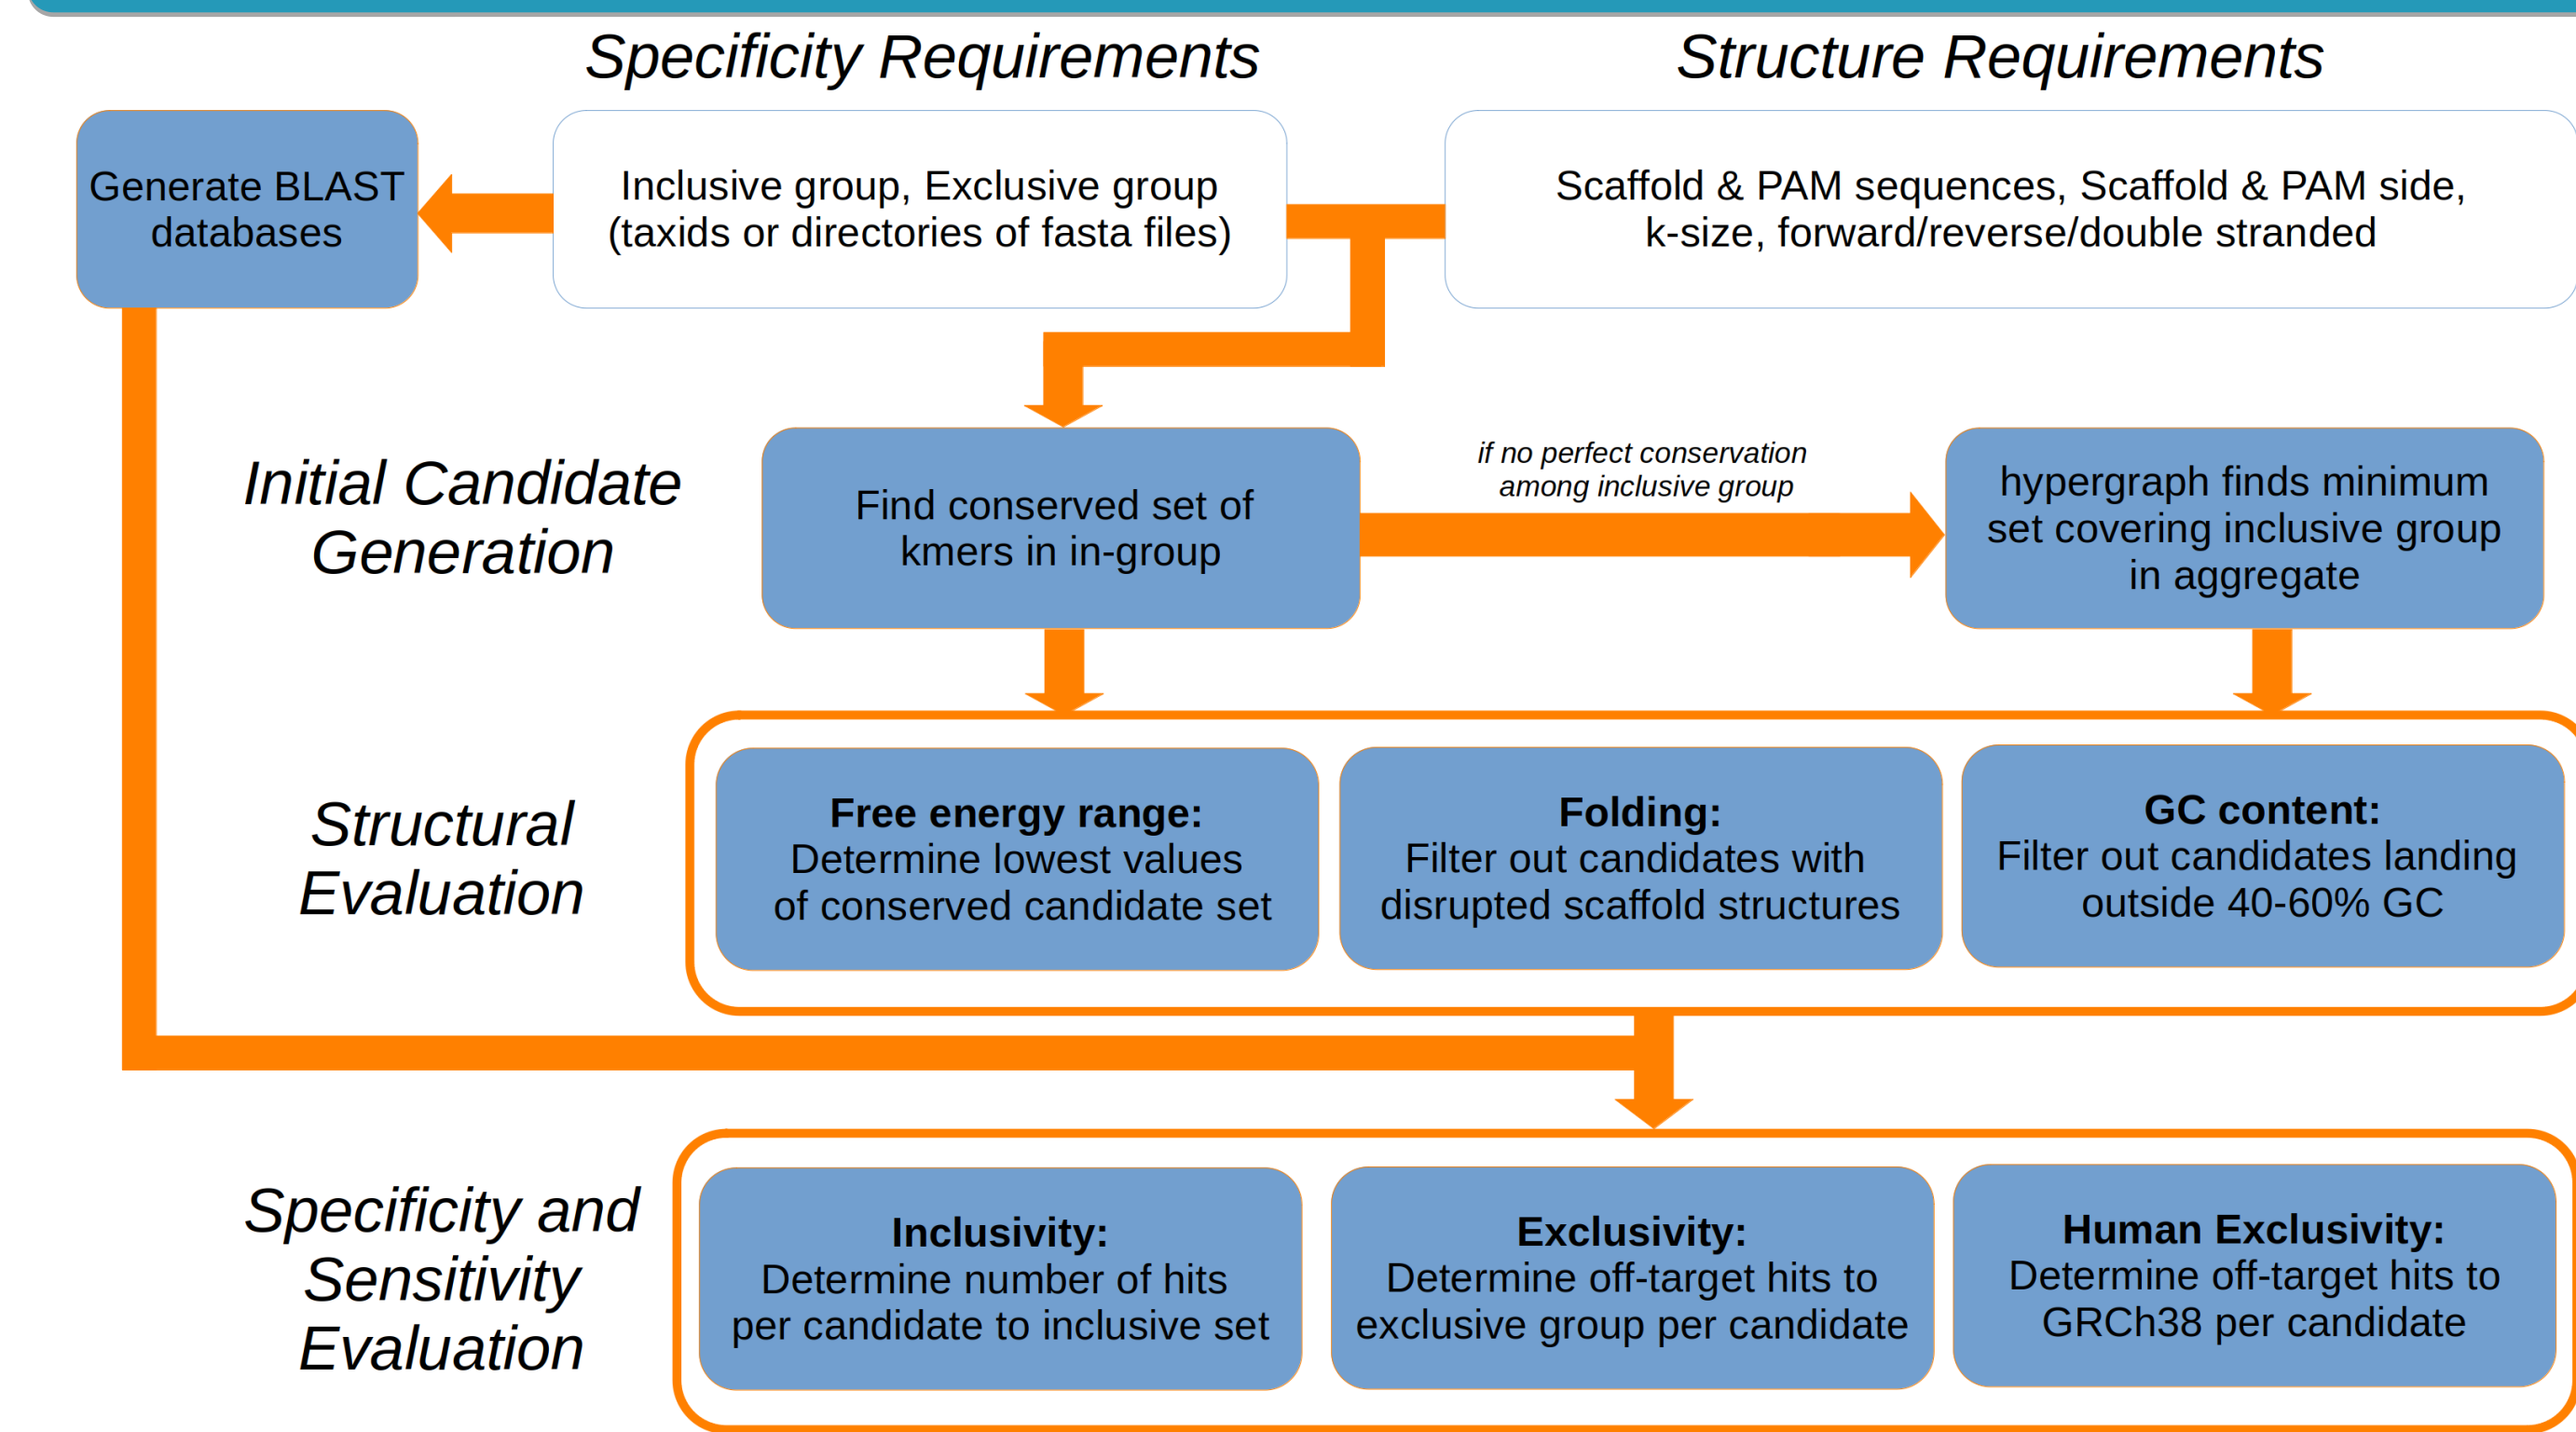 Specificity Requirements
Structure Requirements
Generate BLAST
databases
Inclusive group, Exclusive group
(taxids or directories of fasta files)
Scaffold & PAM sequences, Scaffold & PAM side,
k-size, forward/reverse/double stranded
Initial Candidate
Generation
Find conserved set of
kmers in in-group
if no perfect conservation
among inclusive group
hypergraph finds minimum
set covering inclusive group
in aggregate
Structural
Evaluation
Free energy range:
Determine lowest values
of conserved candidate set
Folding:
Filter out candidates with
disrupted scaffold structures
GC content:
Filter out candidates landing
outside 40-60% GC
Specificity and
Sensitivity
Evaluation
Inclusivity:
Determine number of hits
per candidate to inclusive set
Exclusivity:
Determine off-target hits to
exclusive group per candidate
Human Exclusivity:
Determine off-target hits to
GRCh38 per candidate